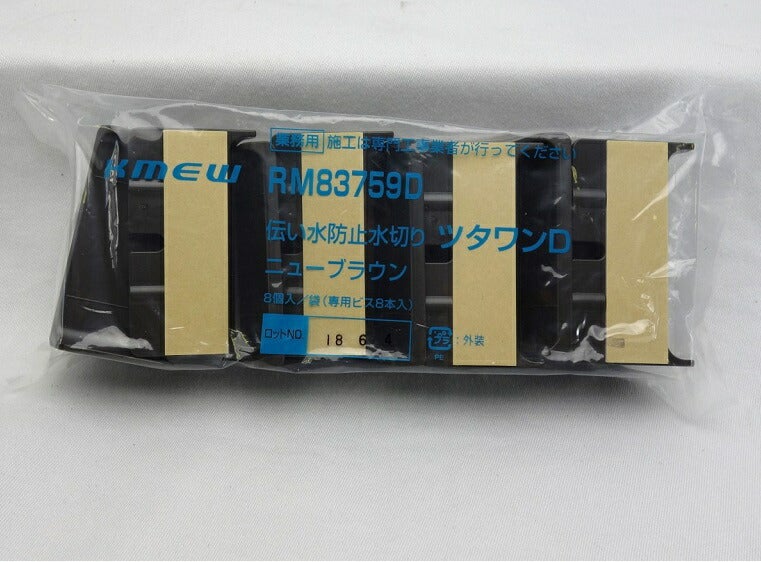 業務用 施工は専門工事業者が行ってください
KMEW
RM83759D
伝い水防止水切り ツタワンD
ニューブラウン
8個入/袋(専用ビス8本入)
ロットNO 18 6 4
プラ :外装
PE